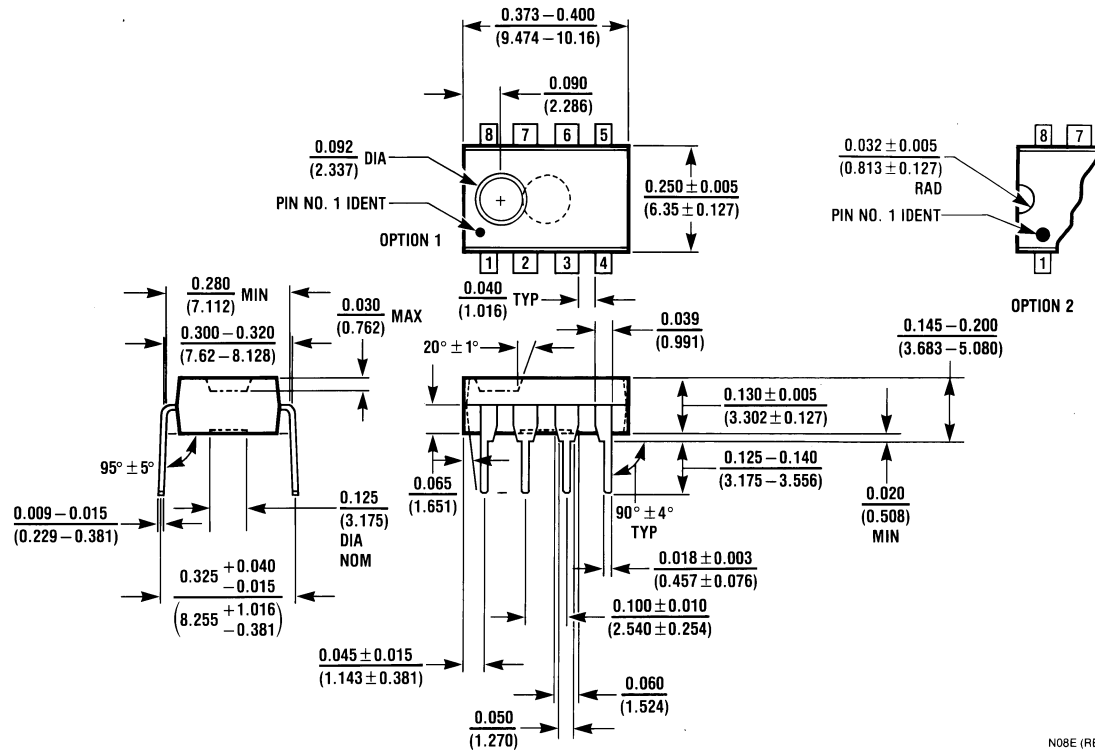 0.373 – 0.400
(9.474 – 10.16)
0.090
(2.286)
8 7 6 5
0.092 DIA
(2.337)
PIN NO. 1 IDENT
OPTION 1
+
0.250 ± 0.005
(6.35 ± 0.127)
1 2 3 4
8 7
0.032 ± 0.005
(0.813 ± 0.127)
RAD
PIN NO. 1 IDENT
1
OPTION 2
0.280 MIN
(7.112)
0.300 – 0.320
(7.62 – 8.128)
0.030 MAX
(0.762)
0.040 TYP
(1.016)
0.039
(0.991)
20° ± 1°
0.145 – 0.200
(3.683 – 5.080)
0.130 ± 0.005
(3.302 ± 0.127)
0.125 – 0.140
(3.175 – 3.556)
0.020
(0.508)
MIN
95° ± 5°
0.009 – 0.015
(0.229 – 0.381)
0.125
(3.175)
DIA
NOM
0.065
(1.651)
90° ± 4°
TYP
0.325 +0.040
-0.015
(8.255 +1.016
-0.381)
0.018 ± 0.003
(0.457 ± 0.076)
0.100 ± 0.010
(2.540 ± 0.254)
0.045 ± 0.015
(1.143 ± 0.381)
0.060
(1.524)
0.050
(1.270)
N08E